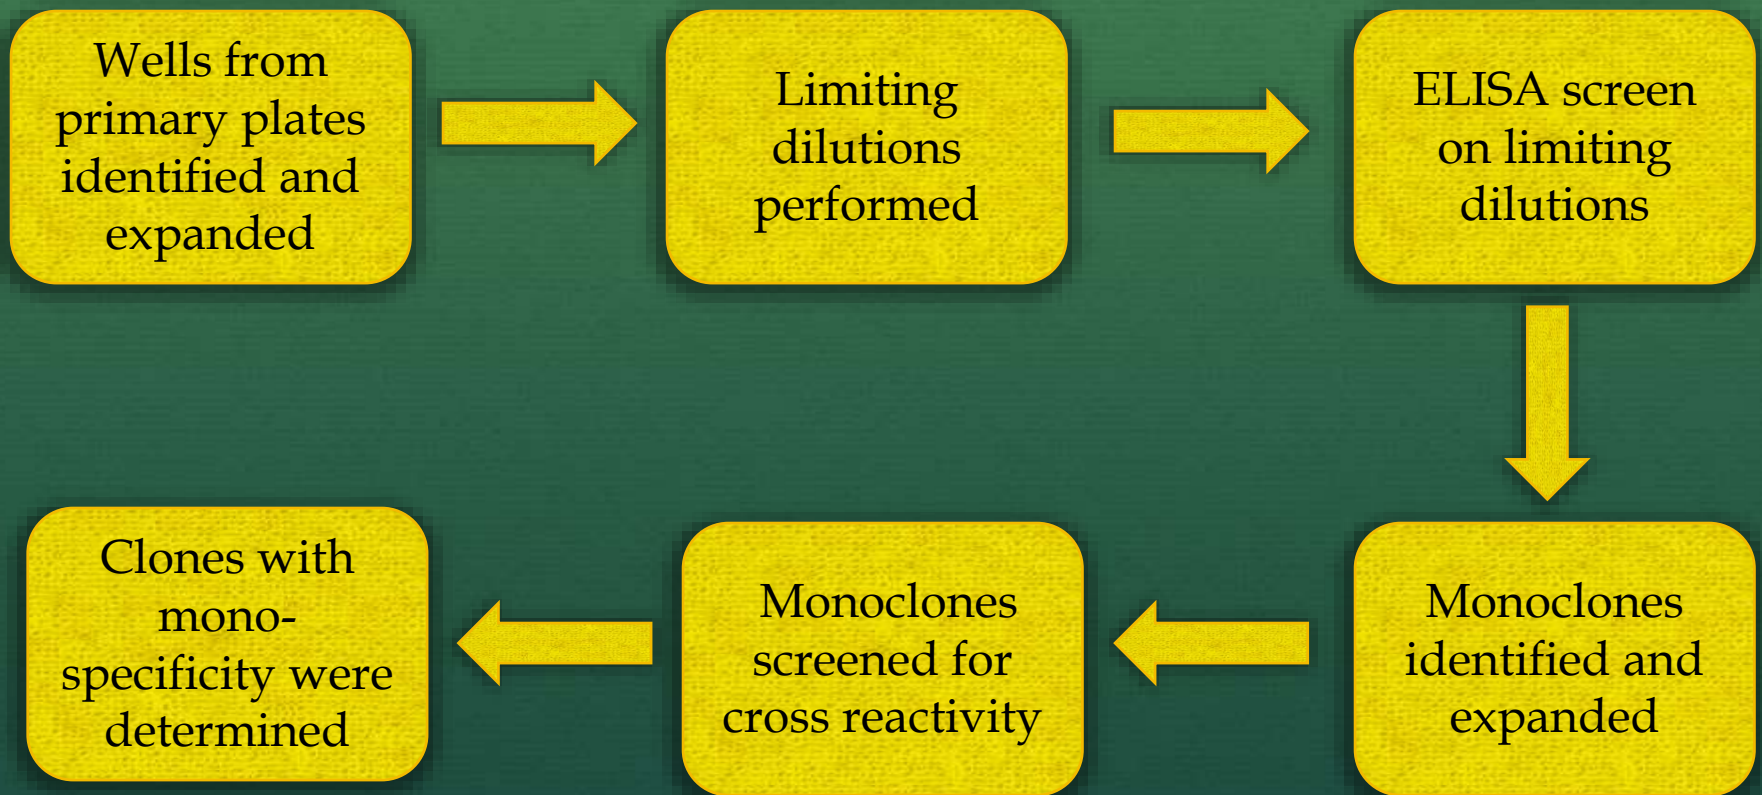 Wells from
primary plates
identified and
expanded
Limiting
dilutions
performed
ELISA screen
on limiting
dilutions
Monoclones
identified and
expanded
Monoclones
screened for
cross reactivity
Clones with
mono-
specificity were
determined